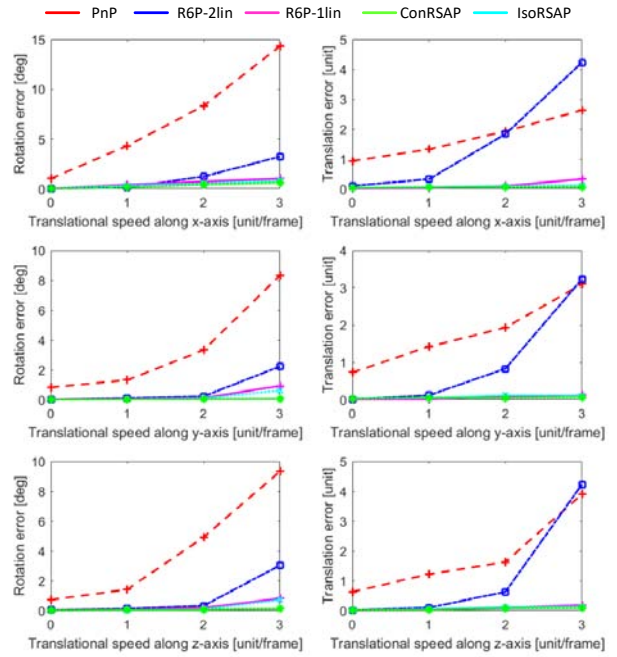 PnP R6P-2lin R6P-1lin ConRSAP IsoRSAP
Rotation error [deg]
15
10
5
0
0 1 2 3
Translational speed along x-axis [unit/frame]
Translation error [unit]
5
4
3
2
1
0
0 1 2 3
Translational speed along x-axis [unit/frame]
Rotation error [deg]
10
8
6
4
2
0
0 1 2 3
Translational speed along y-axis [unit/frame]
Translation error [unit]
4
3
2
1
0
0 1 2 3
Translational speed along y-axis [unit/frame]
Rotation error [deg]
10
8
6
4
2
0
0 1 2 3
Translational speed along z-axis [unit/frame]
Translation error [unit]
5
4
3
2
1
0
0 1 2 3
Translational speed along z-axis [unit/frame]